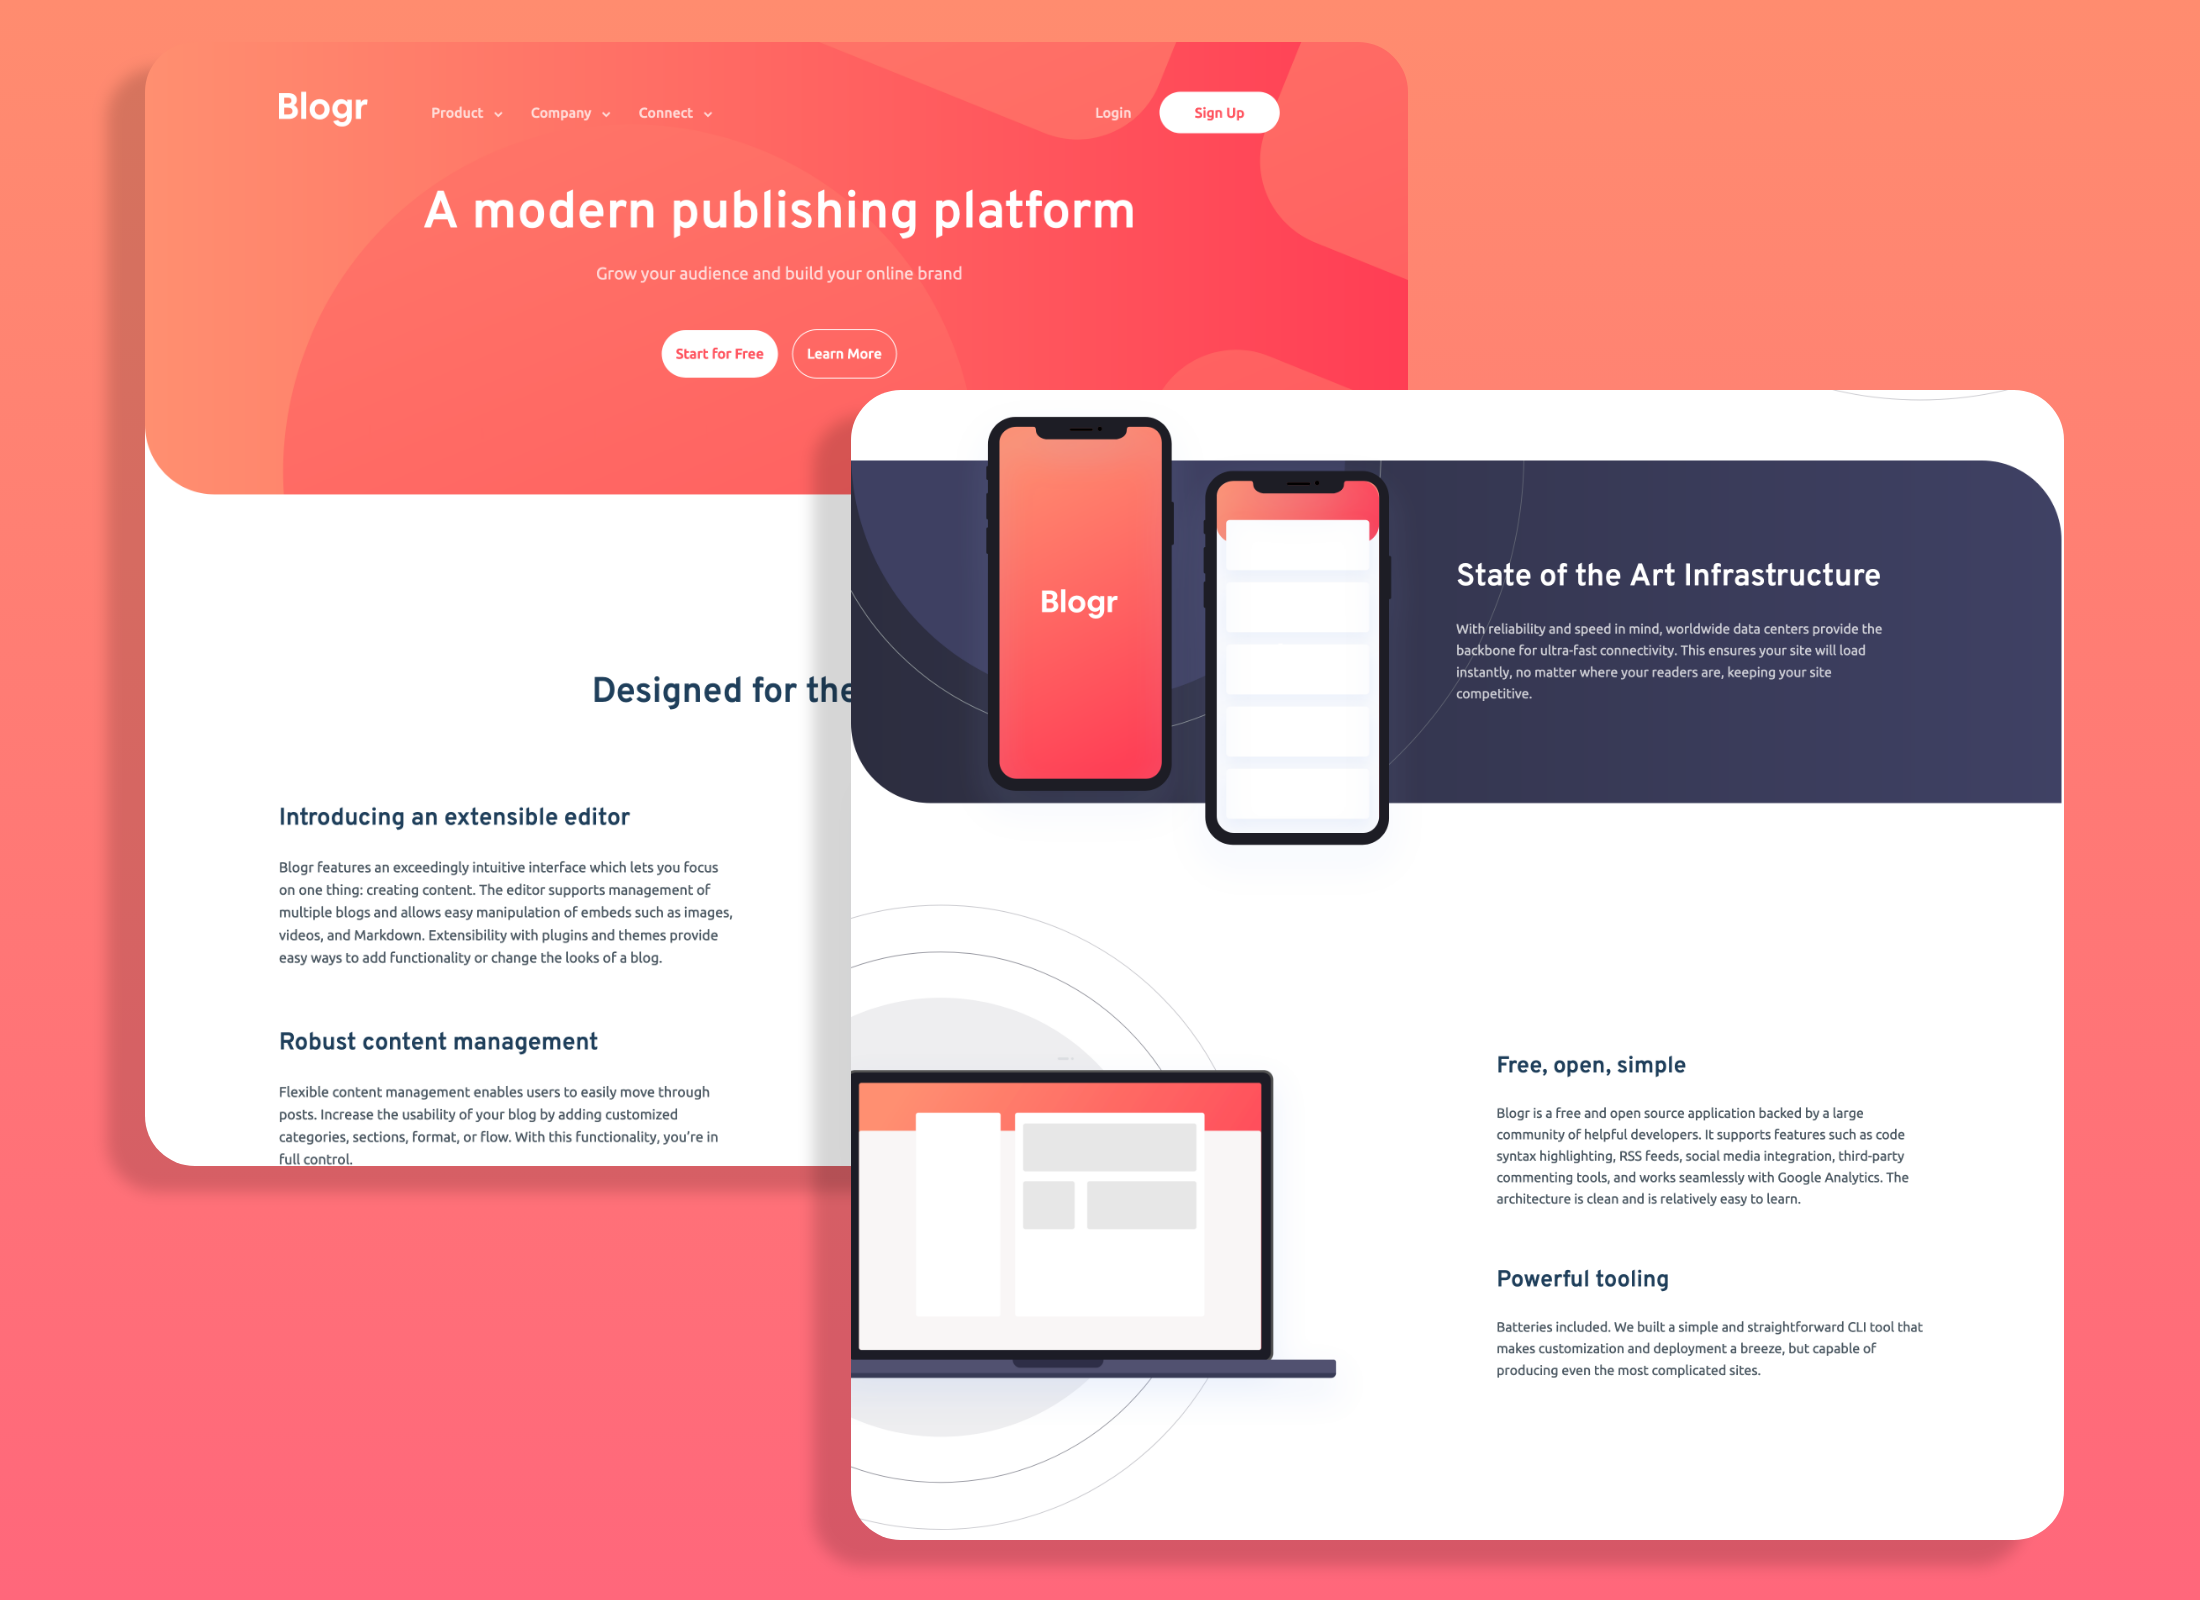 Blogr
Product
Company
Connect
Login
Sign Up
A modern publishing platform
Grow your audience and build your online brand
Start for Free
Learn More
Designed for the
Introducing an extensible editor
Blogr features an exceedingly intuitive interface which lets you focus
on one thing: creating content. The editor supports management of
multiple blogs and allows easy manipulation of embeds such as images,
videos, and Markdown. Extensibility with plugins and themes provide
easy ways to add functionality or change the looks of a blog.
Robust content management
Flexible content management enables users to easily move through
posts. Increase the usability of your blog by adding customized
categories, sections, format, or flow. With this functionality, you’re in
full control.
Blogr
State of the Art Infrastructure
With reliability and speed in mind, worldwide data centers provide the
backbone for ultra-fast connectivity. This ensures your site will load
instantly, no matter where your readers are, keeping your site
competitive.
Free, open, simple
Blogr is a free and open source application backed by a large
community of helpful developers. It supports features such as code
syntax highlighting, RSS feeds, social media integration, third-party
commenting tools, and works seamlessly with Google Analytics. The
architecture is clean and is relatively easy to learn.
Powerful tooling
Batteries included. We built a simple and straightforward CLI tool that
makes customization and deployment a breeze, but capable of
producing even the most complicated sites.